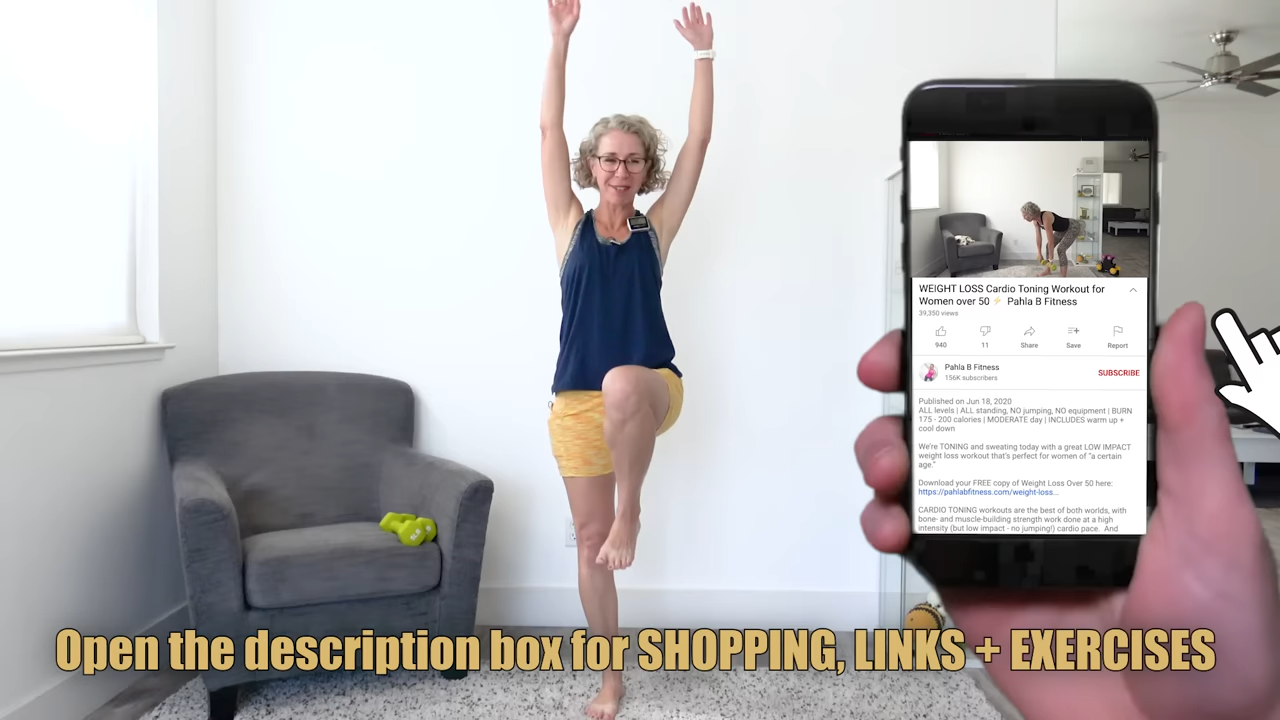 WEIGHT LOSS Cardio Toning Workout for
Women over 50 ⚡ Pahla B Fitness
39,350 views
940
11
Share
Save
Report
Pahla B Fitness
156K subscribers
SUBSCRIBE
Published on Jun 18, 2020
ALL levels | ALL standing, NO jumping, NO equipment | BURN
175 - 200 calories | MODERATE day | INCLUDES warm up +
cool down
We're TONING and sweating today with a great LOW IMPACT
weight loss workout that's perfect for women of "a certain
age."
Download your FREE copy of Weight Loss Over 50 here:
https://pahlabfitness.com/weight-loss...
CARDIO TONING workouts are the best of both worlds, with
bone- and muscle-building strength work done at a high
intensity (but low impact - no jumping!) cardio pace. And
Open the description box for SHOPPING, LINKS + EXERCISES